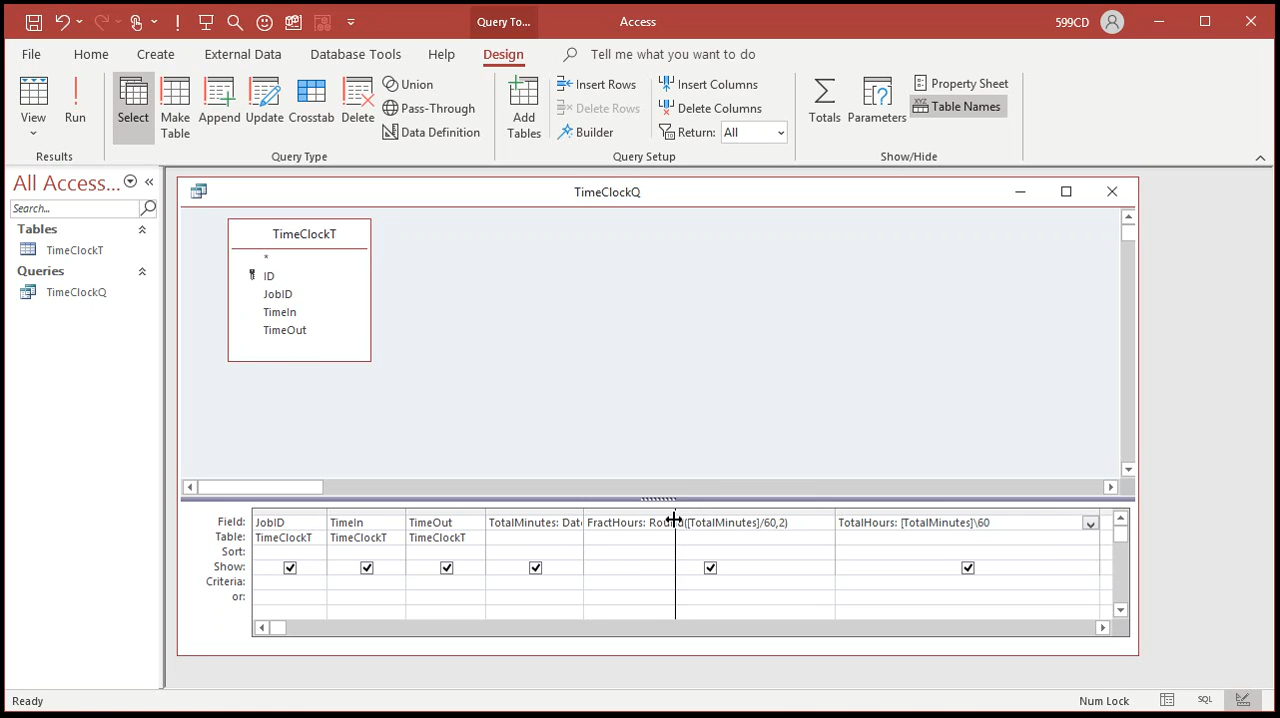 Query To...
Access
599CD
File
Home
Create
External Data
Database Tools
Help
Design
Tell me what you want to do
View
Run
Select
Make Table
Append
Update
Crosstab
Delete
Union
Pass-Through
Data Definition
Add Tables
Insert Rows
Delete Rows
Builder
Insert Columns
Delete Columns
Return: All
Totals
Parameters
Property Sheet
XYZ Table Names
Results
Query Type
Query Setup
Show/Hide
All Access...
Search...
Tables
TimeClockT
Queries
TimeClockQ
TimeClockQ
TimeClockT
*
ID
JobID
TimeIn
TimeOut
Field: JobID TimeIn TimeOut TotalMinutes: Date FractHours: Rou ([TotalMinutes]/60,2) TotalHours: [TotalMinutes]\60
Table: TimeClockT TimeClockT TimeClockT
Sort:
Show:
Criteria:
or:
Ready
Num Lock
SQL